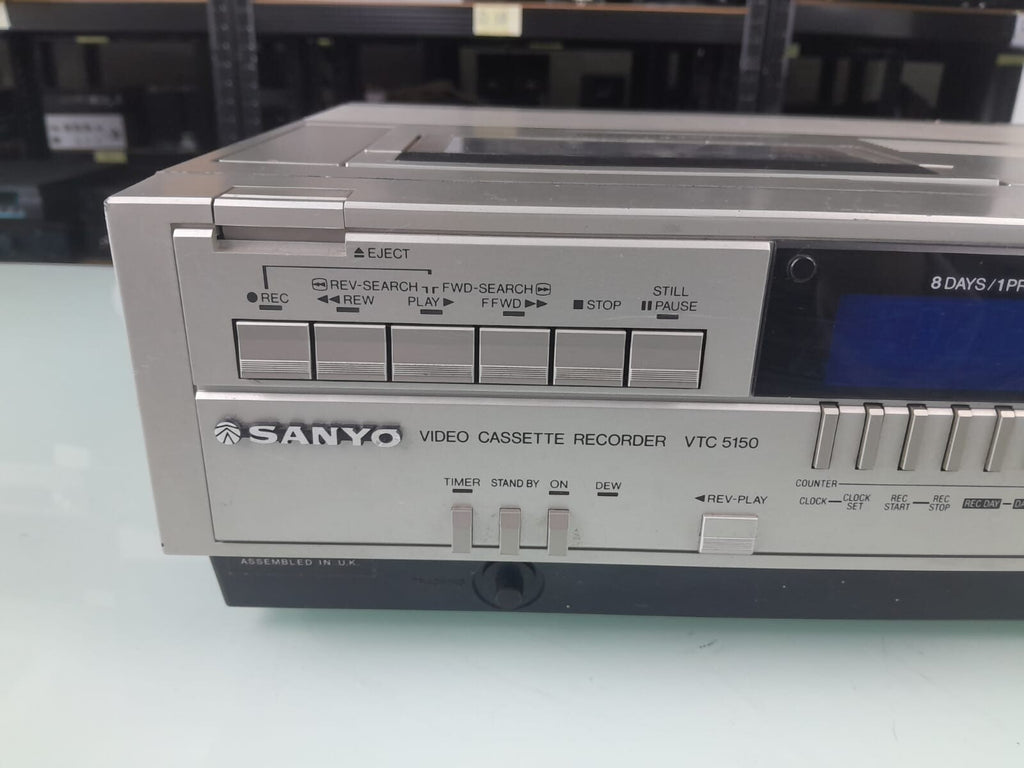 ▲EJECT
8 DAYS/1PR
REV-SEARCH FWD-SEARCH STILL
●REC ◀◀REW PLAY▶ FFWD▶▶ ■STOP ▮▮PAUSE
SANYO VIDEO CASSETTE RECORDER VTC 5150
TIMER STAND BY ON DEW
◀REV-PLAY
COUNTER
CLOCK CLOCK SET REC START REC STOP REC DAY
ASSEMBLED IN U.K.